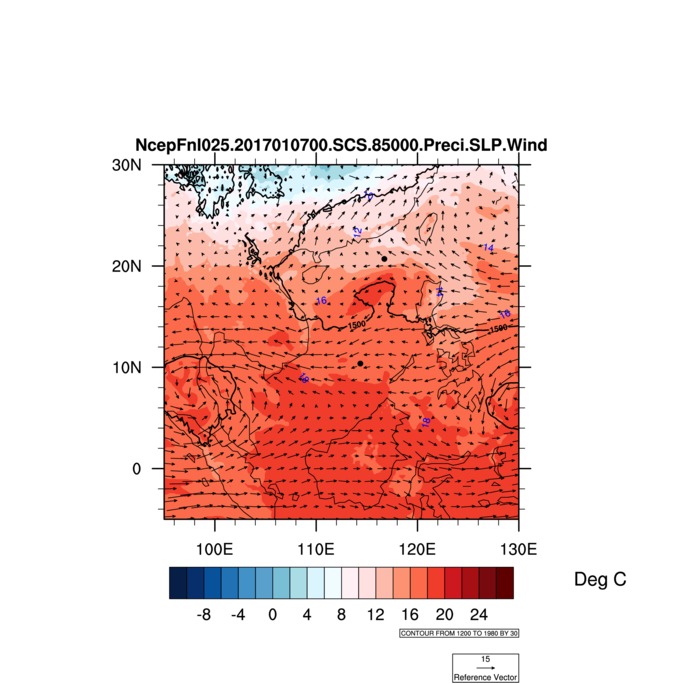 NcepFnl025.2017010700.SCS.85000.Preci.SLP.Wind
30N
20N
10N
0
100E
110E
120E
130E
12
14
16
16
1500
1500
18
-8
-4
0
4
8
12
16
20
24
Deg C
CONTOUR FROM 1200 TO 1980 BY 30
15
Reference Vector